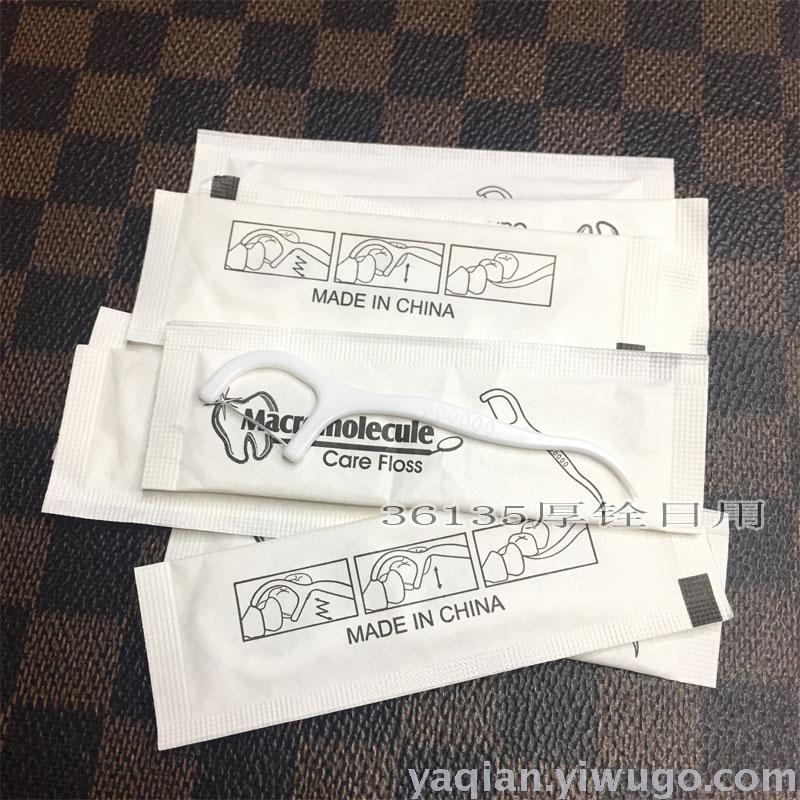 MADE IN CHINA
Macromolecule
Care Floss
36135厚铨日用
MADE IN CHINA
yaqian.yiwugo.com